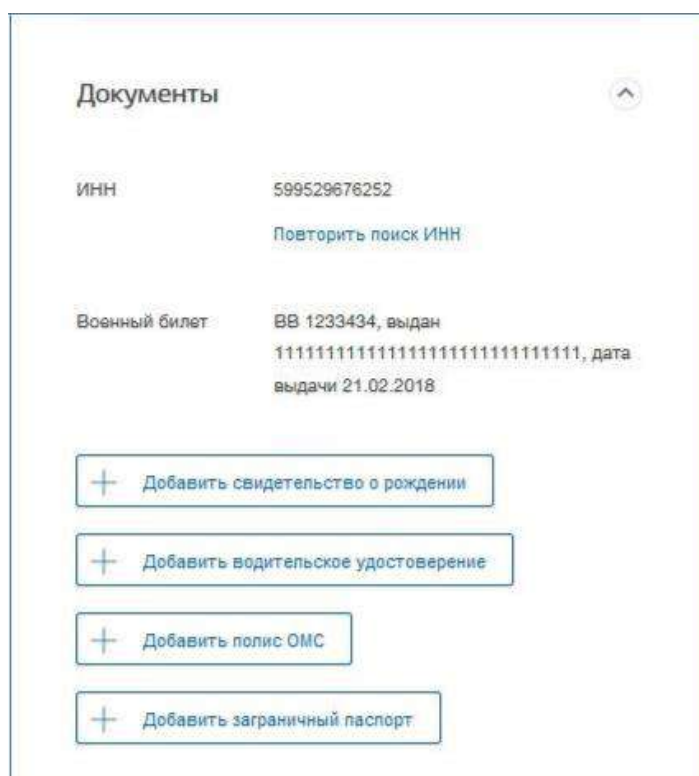 Документы
ИНН
599529676252
Повторить поиск ИНН
Военный билет
ВВ 1233434, выдан
11111111111111111111111111111, дата
выдачи 21.02.2018
Добавить свидетельство о рождении
Добавить водительское удостоверение
Добавить полис ОМС
Добавить заграничный паспорт